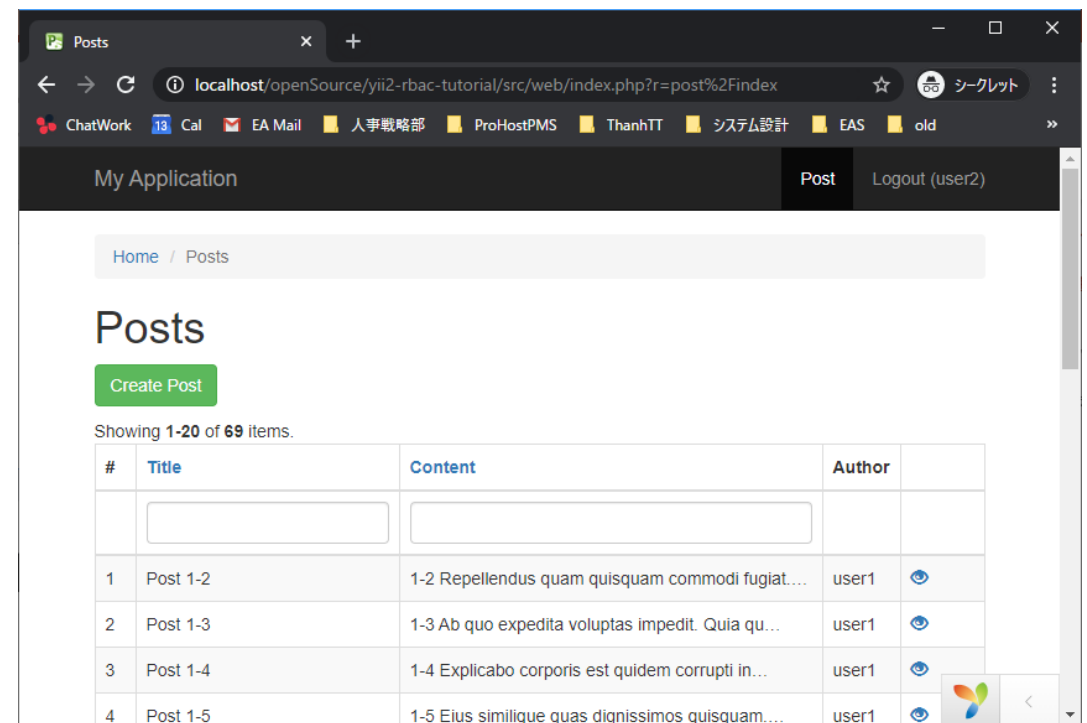 Posts
localhost/openSource/yii2-rbac-tutorial/src/web/index.php?r=post%2Findex シークレット
ChatWork 13 Cal EA Mail 人事戦略部 ProHostPMS ThanhTT システム設計 EAS old »
My Application Post Logout (user2)
Home / Posts
Posts
Create Post
Showing 1-20 of 69 items.
# Title Content Author
1 Post 1-2 1-2 Repellendus quam quisquam commodi fugiat.… user1
2 Post 1-3 1-3 Ab quo expedita voluptas impedit. Quia qu… user1
3 Post 1-4 1-4 Explicabo corporis est quidem corrupti in… user1
4 Post 1-5 1-5 Eius similique quas dignissimos quisquam.… user1